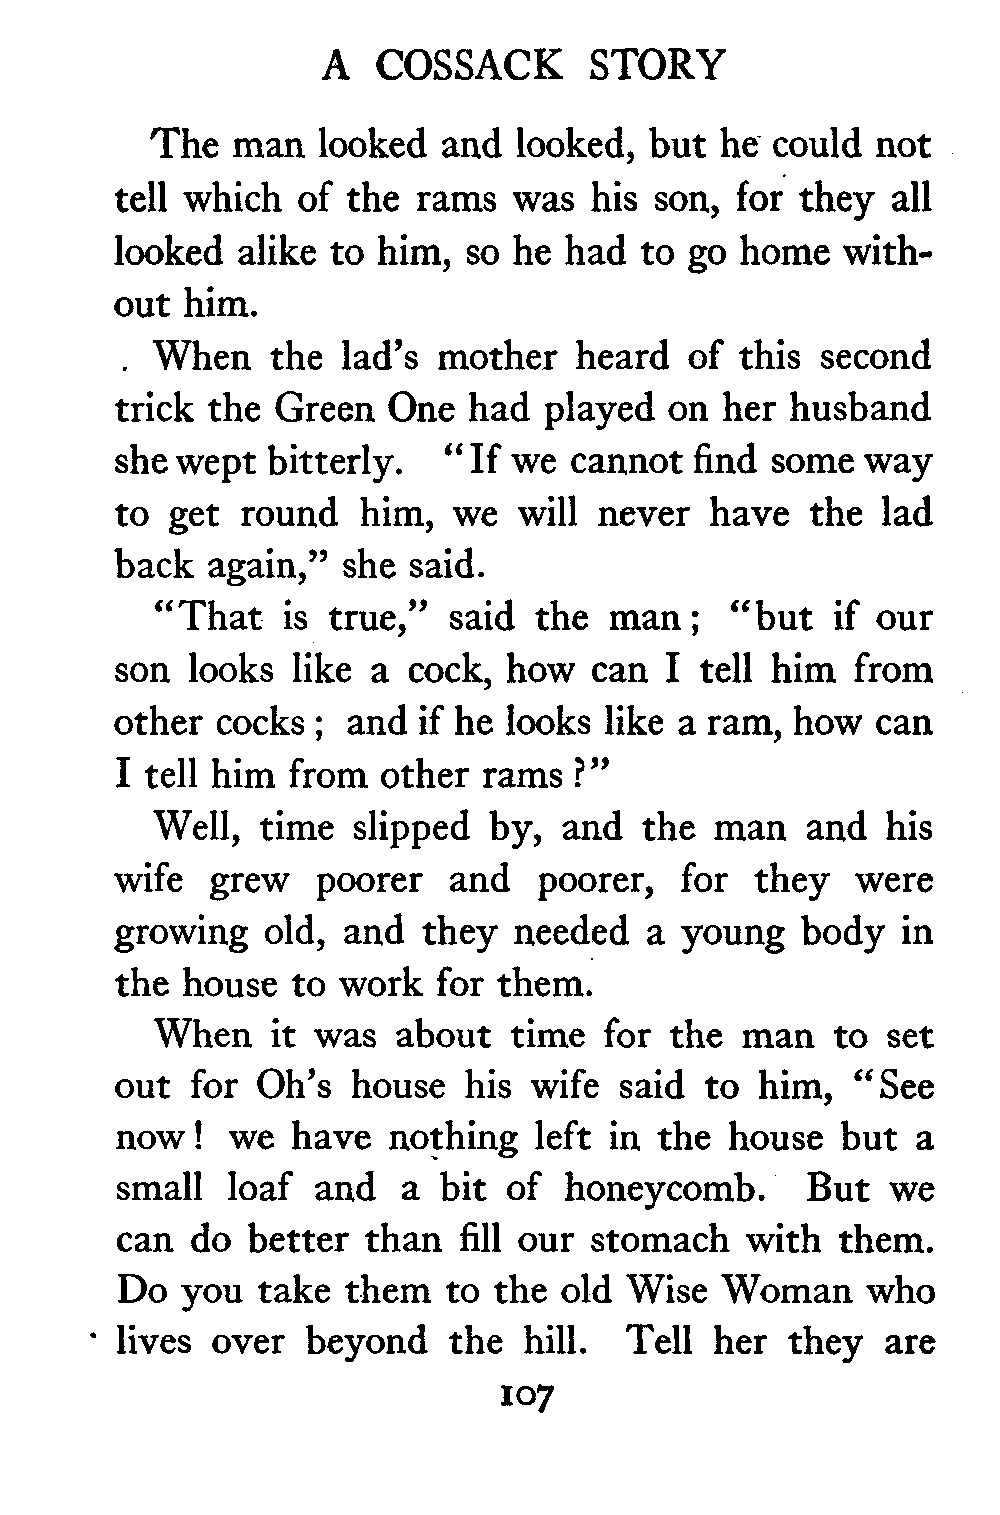 A COSSACK STORY
The man looked and looked, but he could not
tell which of the rams was his son, for they all
looked alike to him, so he had to go home with-
out him.
When the lad’s mother heard of this second
trick the Green One had played on her husband
she wept bitterly. “If we cannot find some way
to get round him, we will never have the lad
back again,” she said.
“That is true,” said the man; “but if our
son looks like a cock, how can I tell him from
other cocks; and if he looks like a ram, how can
I tell him from other rams?”
Well, time slipped by, and the man and his
wife grew poorer and poorer, for they were
growing old, and they needed a young body in
the house to work for them.
When it was about time for the man to set
out for Oh’s house his wife said to him, “See
now! we have nothing left in the house but a
small loaf and a bit of honeycomb. But we
can do better than fill our stomach with them.
Do you take them to the old Wise Woman who
lives over beyond the hill. Tell her they are
107